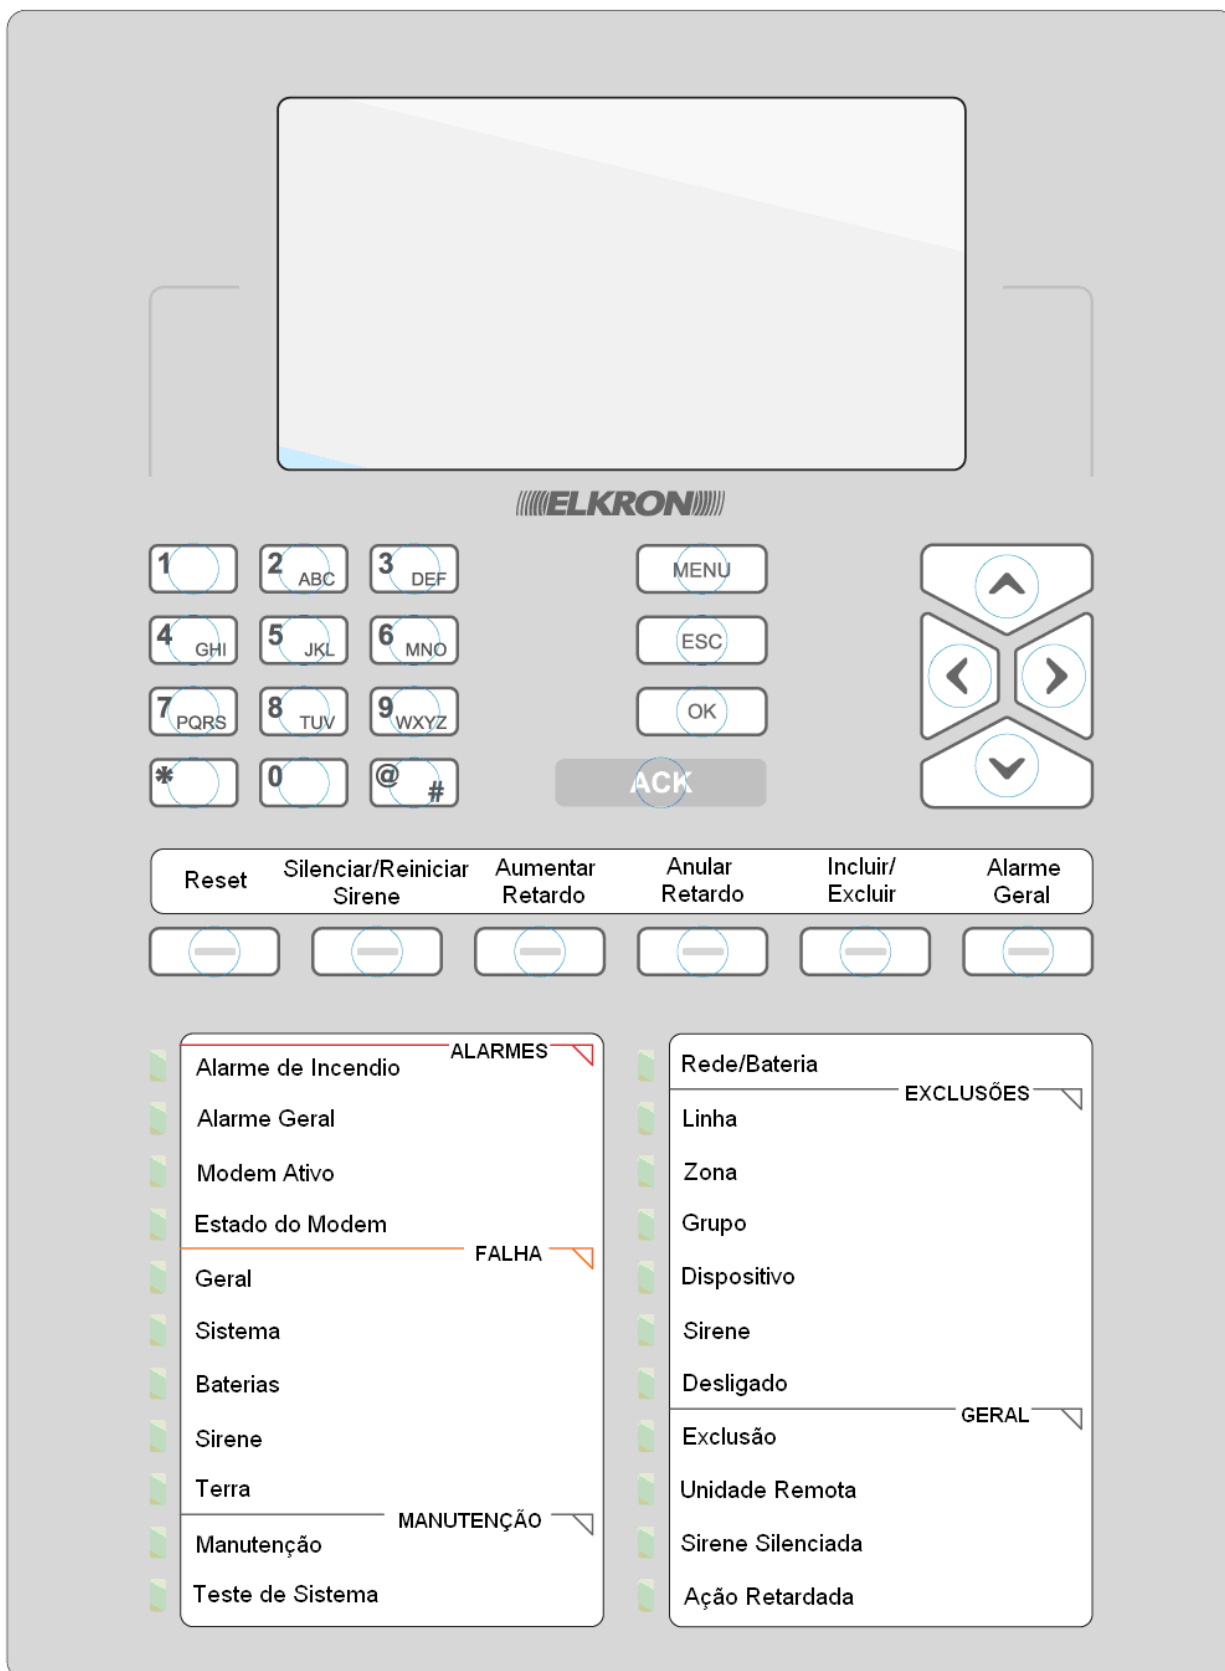 ELKRON
1
2 ABC
3 DEF
MENU
4 GHI
5 JKL
6 MNO
ESC
7 PQRS
8 TUV
9 WXYZ
OK
*
0
@ #
ACK
Reset
Silenciar/Reiniciar
Sirene
Aumentar
Retardo
Anular
Retardo
Incluir/
Excluir
Alarme
Geral
ALARMES
Alarme de Incendio
Alarme Geral
Modem Ativo
Estado do Modem
FALHA
Geral
Sistema
Baterias
Sirene
Terra
MANUTENÇÃO
Manutenção
Teste de Sistema
Rede/Bateria
EXCLUSÕES
Linha
Zona
Grupo
Dispositivo
Sirene
Desligado
GERAL
Exclusão
Unidade Remota
Sirene Silenciada
Ação Retardada